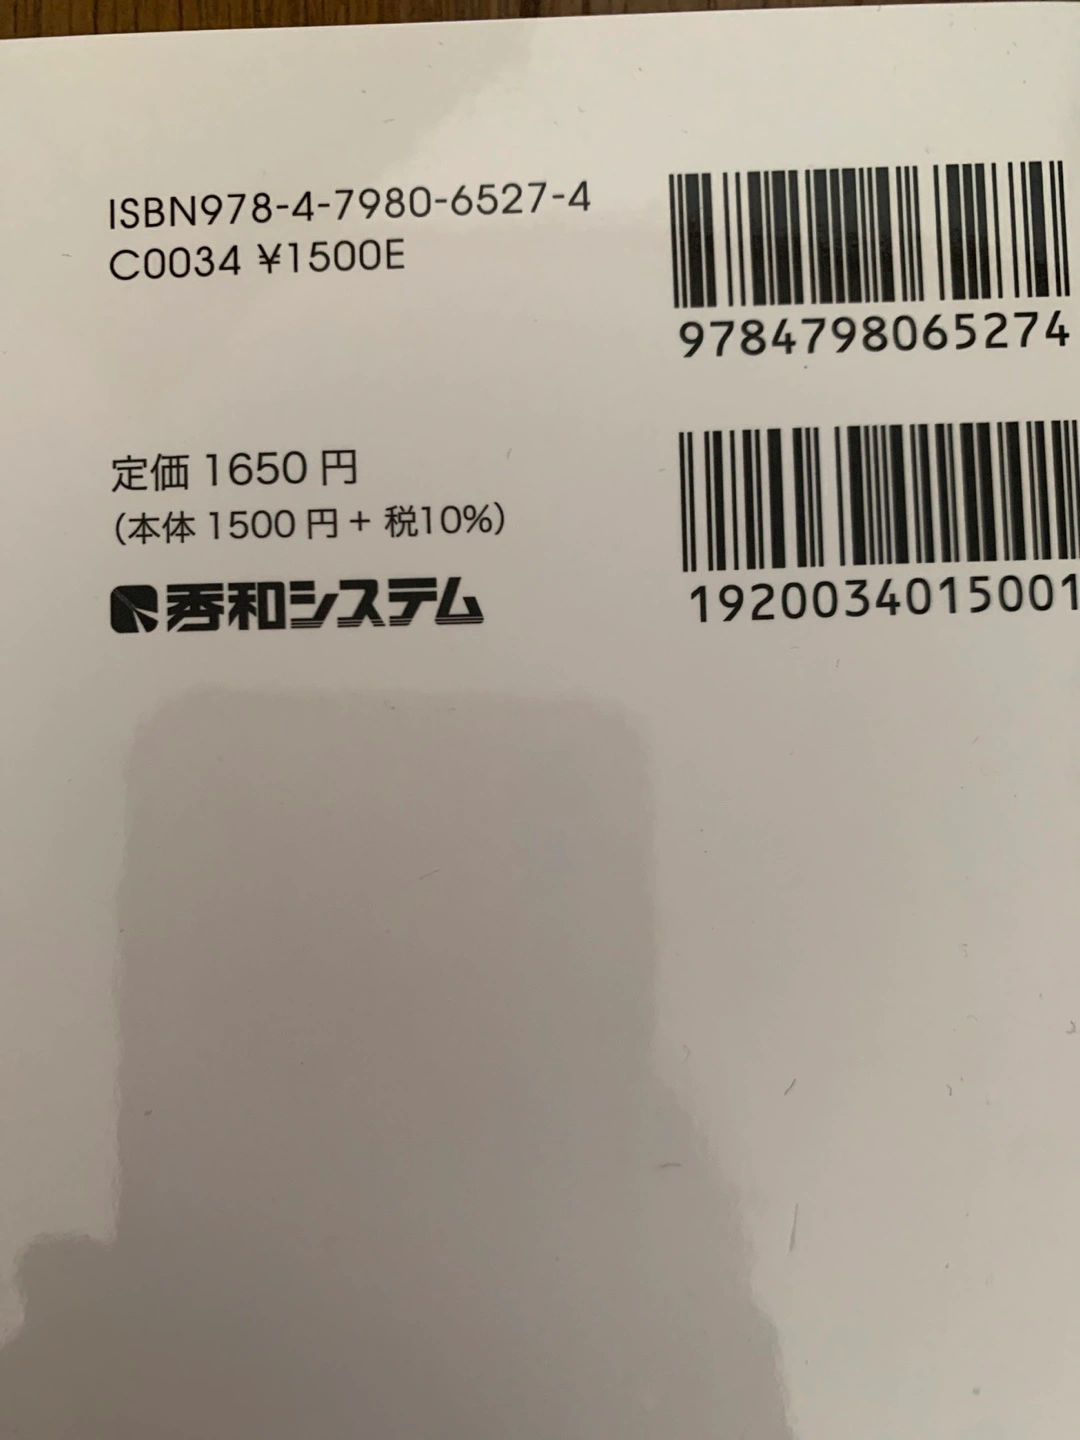 ISBN978-4-7980-6527-4
C0034 ¥1500E
9784798065274
定価 1650 円
（本体 1500 円 + 税10%）
秀和システム
1920034015001